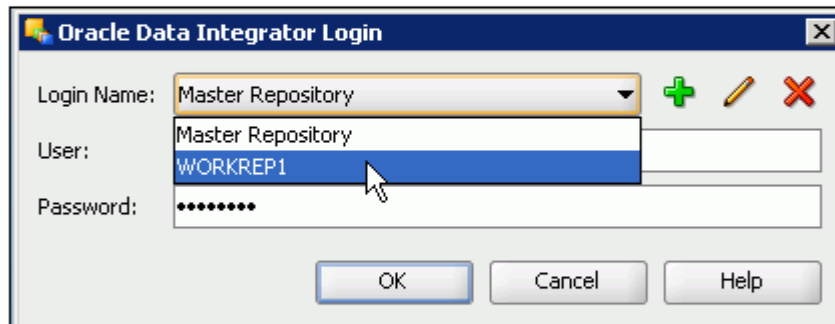 Oracle Data Integrator Login
Login Name: Master Repository
Master Repository
User:
WORKREP1
Password: ••••••••
OK Cancel Help